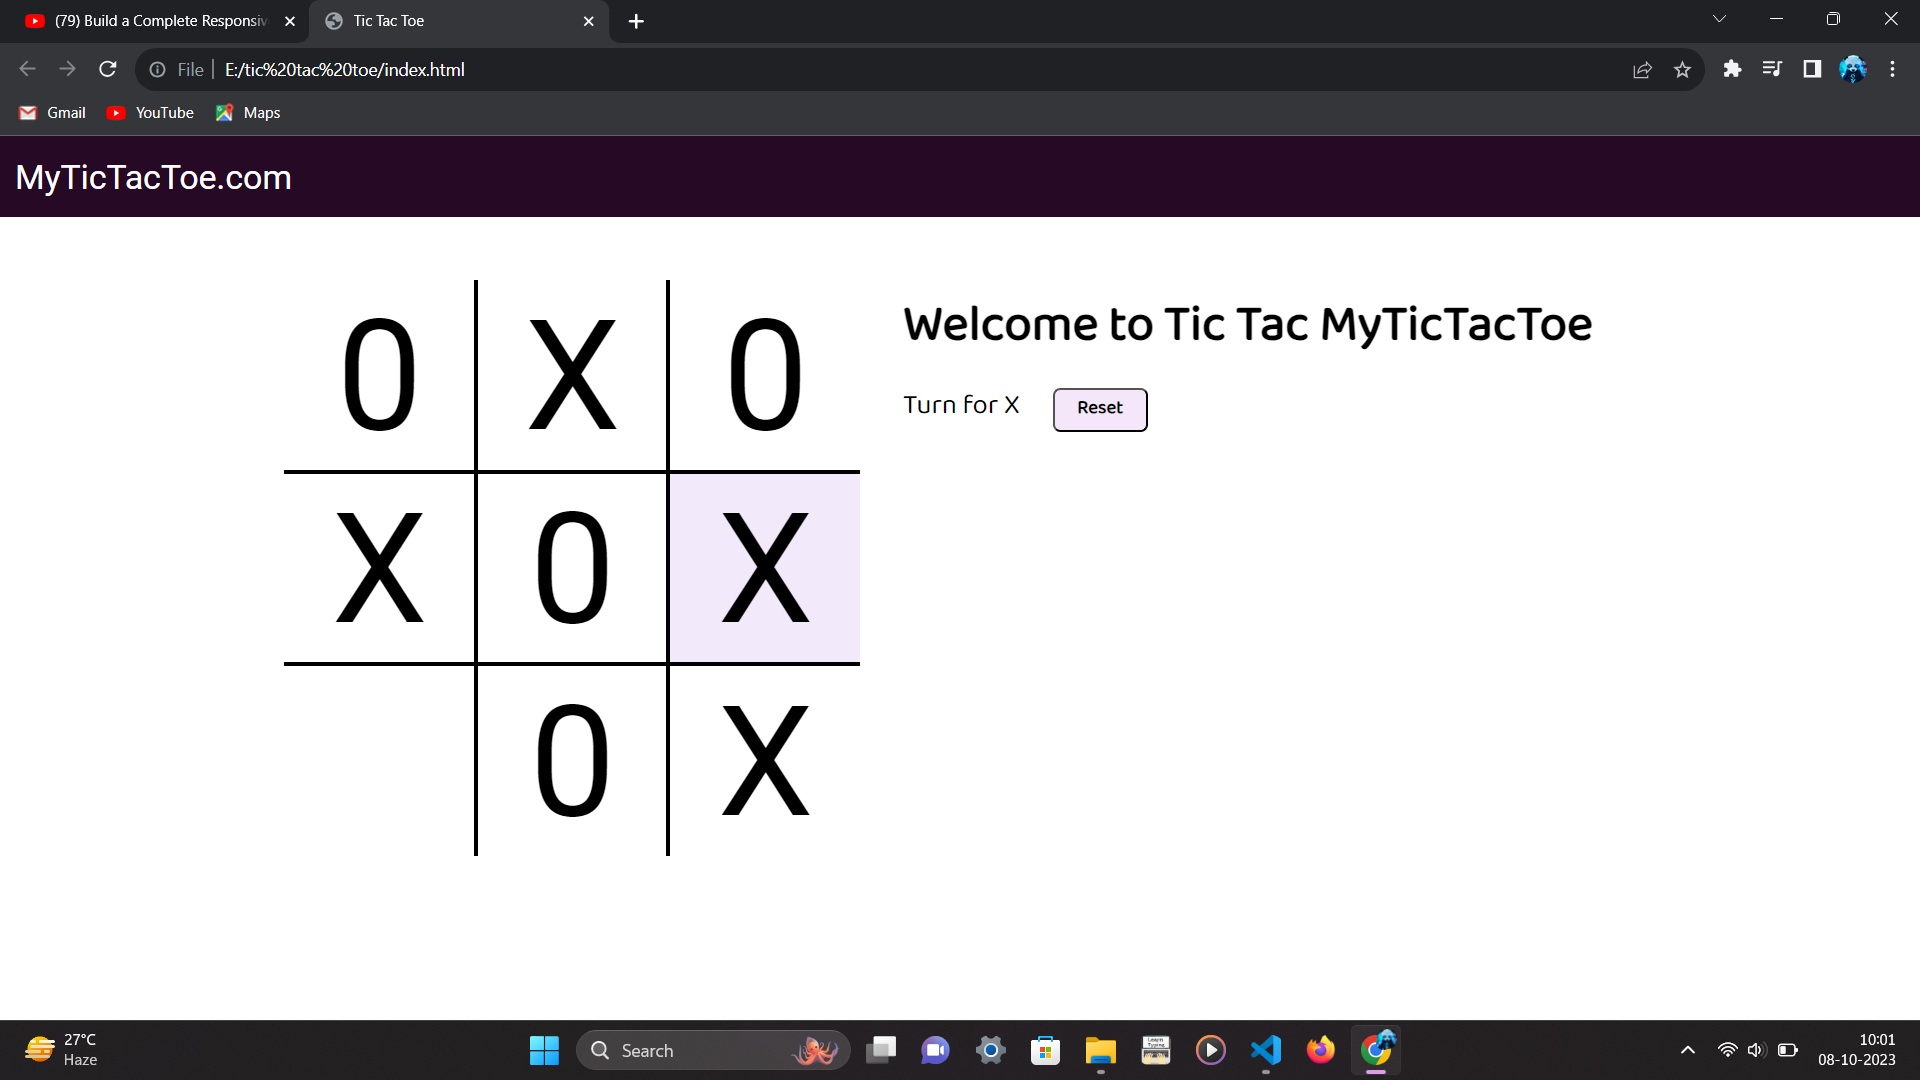 (79) Build a Complete Responsiv
Tic Tac Toe
File
E:/tic%20tac%20toe/index.html
Gmail
YouTube
Maps
MyTicTacToe.com
0 X 0
X 0 X
0 X
Welcome to Tic Tac MyTicTacToe
Turn for X
Reset
27°C
Haze
Search
Learn
Typing
10:01
08-10-2023